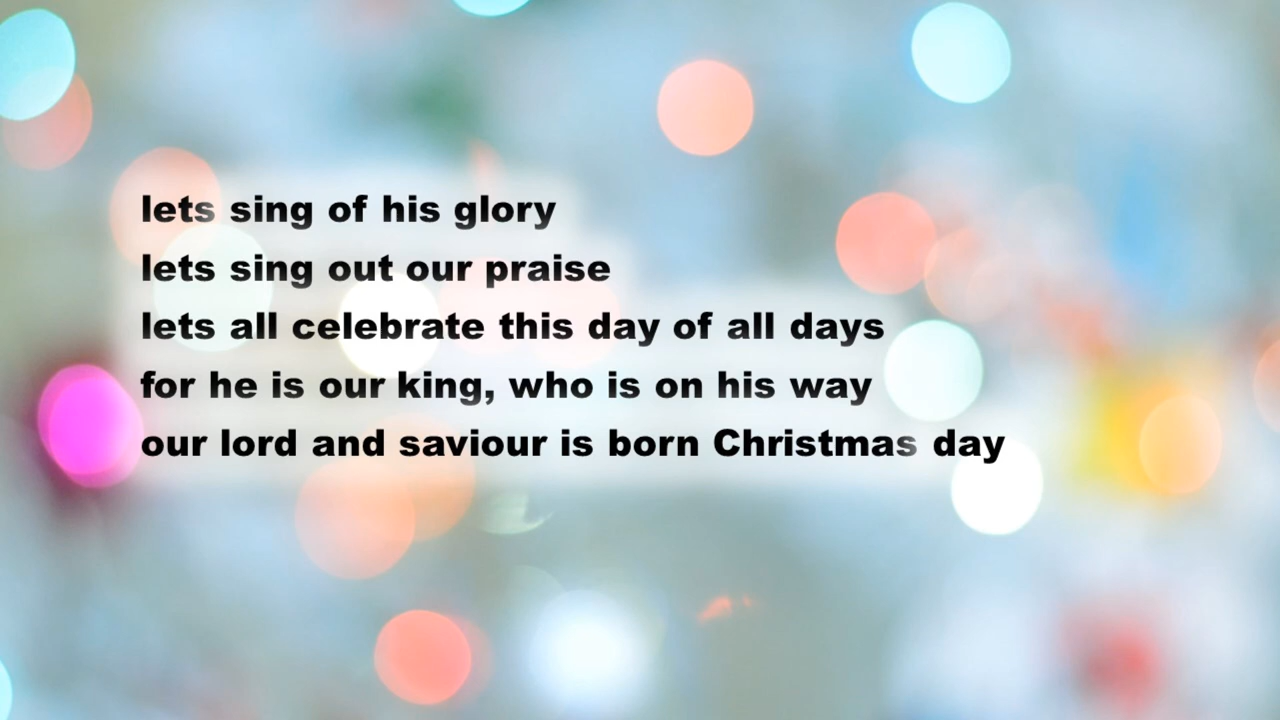 lets sing of his glory
lets sing out our praise
lets all celebrate this day of all days
for he is our king, who is on his way
our lord and saviour is born Christmas day